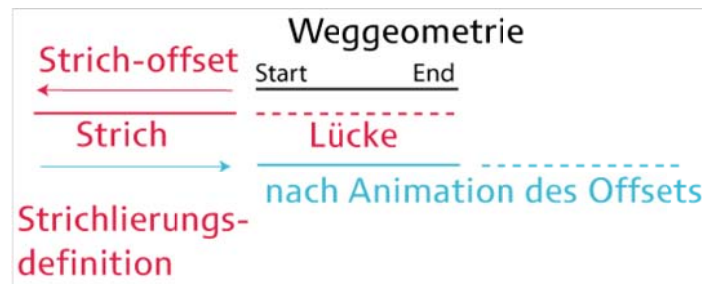 Weggeometrie
Strich-offset
Start End
Strich Lücke
nach Animation des Offsets
Strichlierungs-
definition